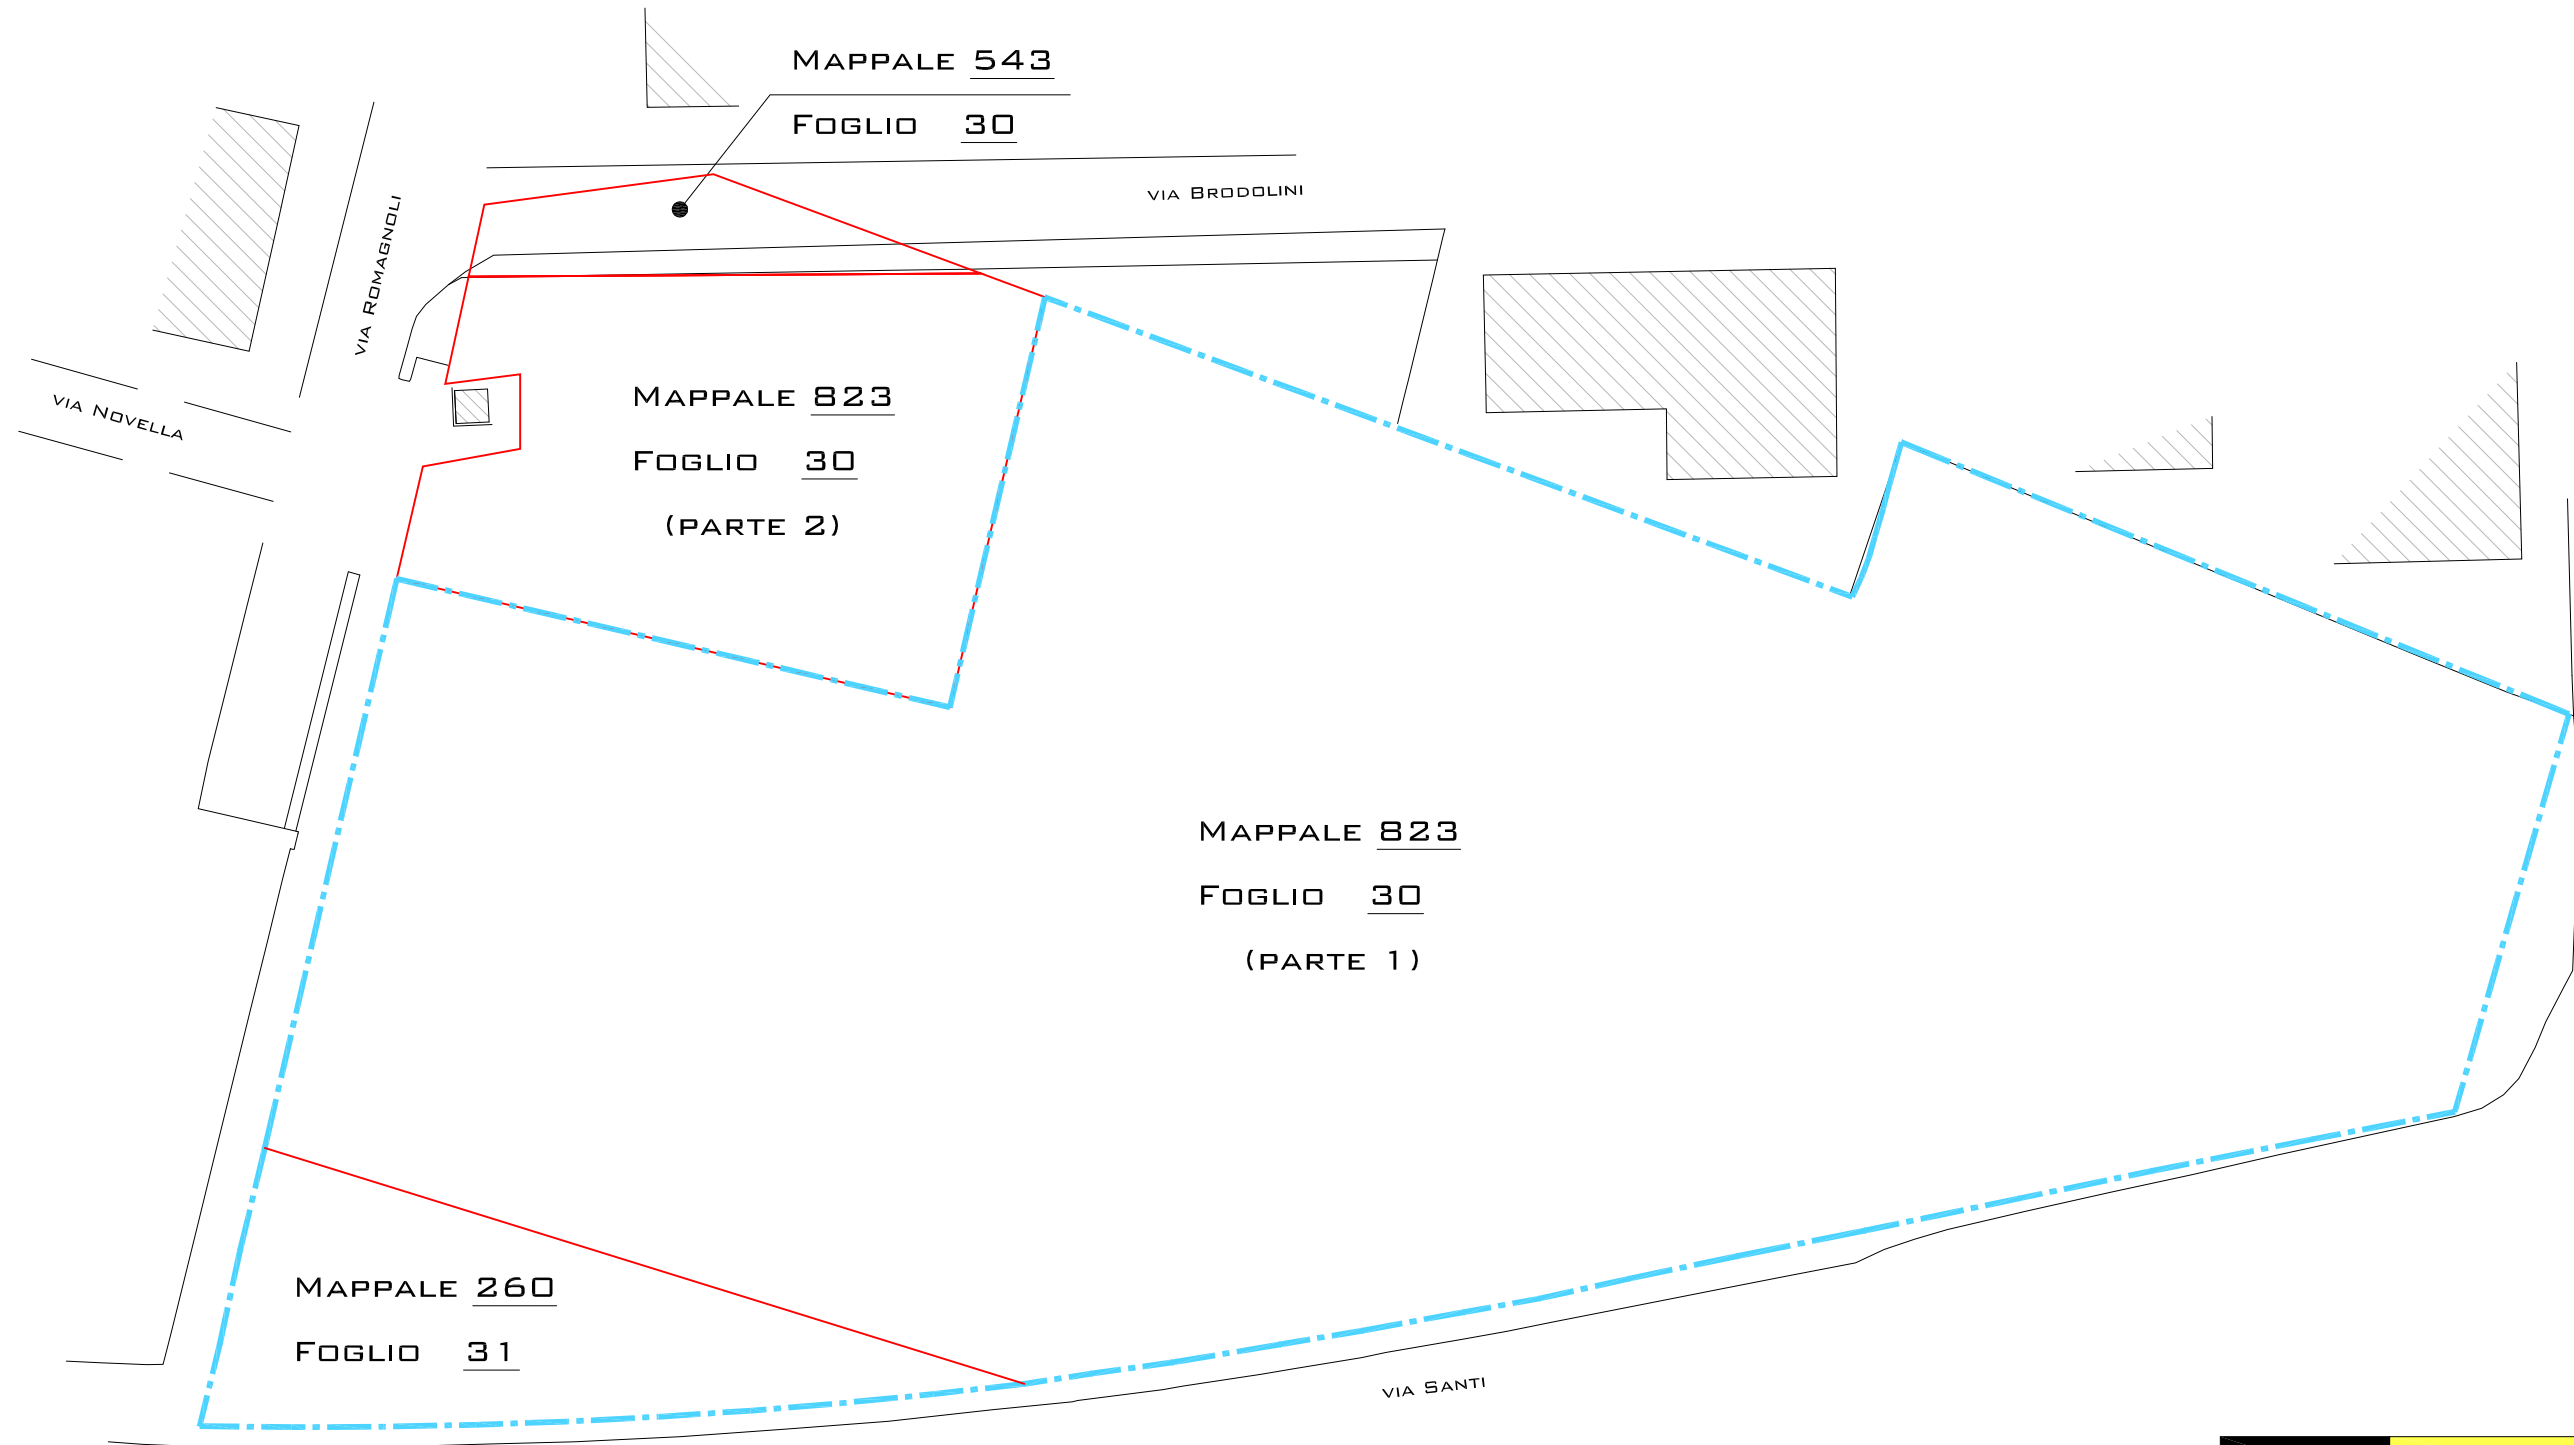 Mappale 543
Foglio 30
via Brodolini
via Romagnoli
via Novella
Mappale 823
Foglio 30
(parte 2)
Mappale 823
Foglio 30
(parte 1)
Mappale 260
Foglio 31
via Santi